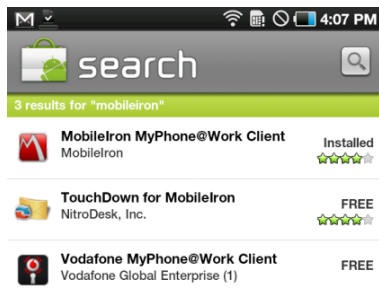 4:07 PM
search
3 results for "mobileiron"
MobileIron MyPhone@Work Client
MobileIron
Installed
TouchDown for MobileIron
NitroDesk, Inc.
FREE
Vodafone MyPhone@Work Client
Vodafone Global Enterprise (1)
FREE